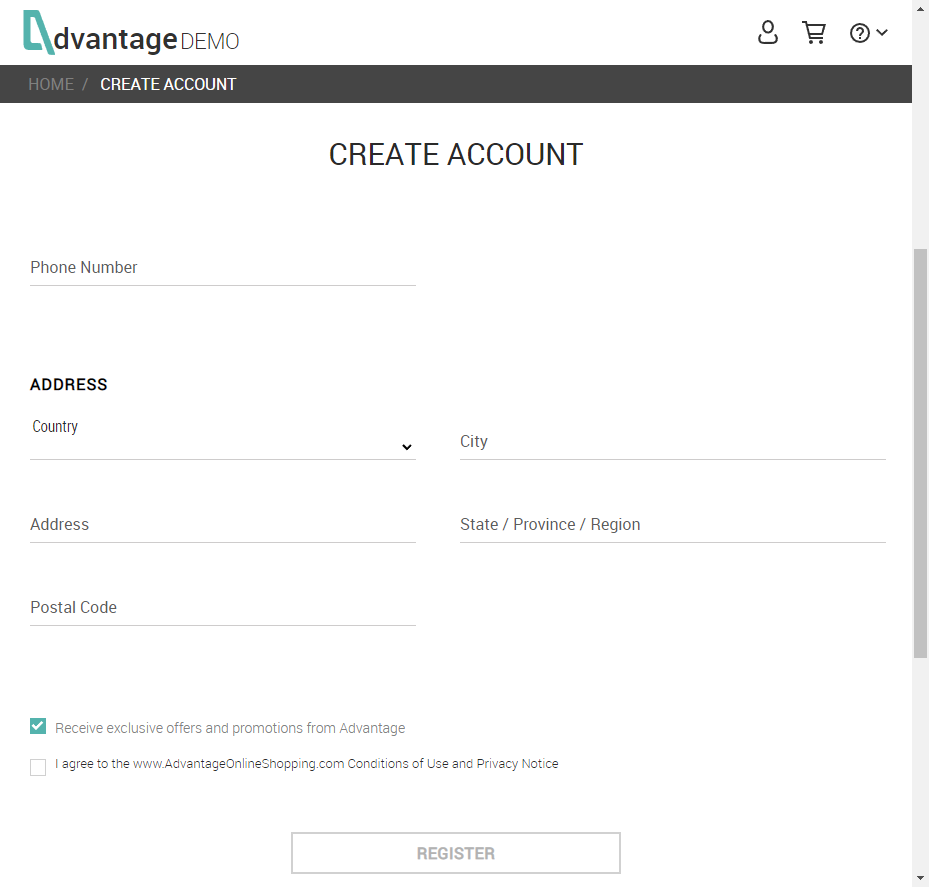 dvantage DEMO
HOME / CREATE ACCOUNT
CREATE ACCOUNT
Phone Number
ADDRESS
Country
City
Address
State / Province / Region
Postal Code
Receive exclusive offers and promotions from Advantage
I agree to the www.AdvantageOnlineShopping.com Conditions of Use and Privacy Notice
REGISTER